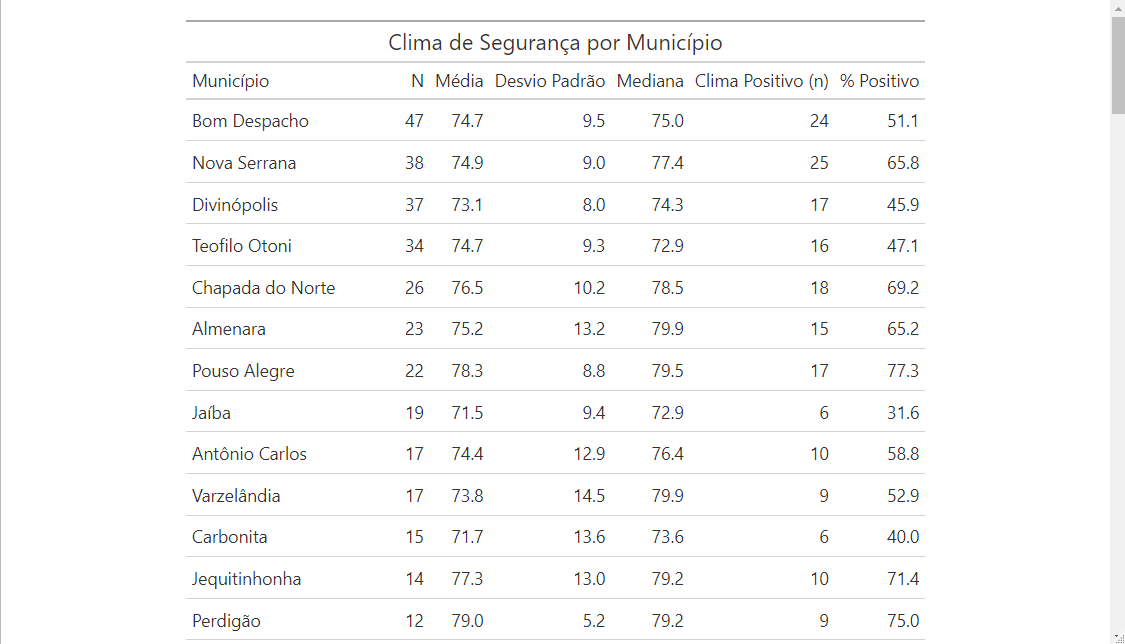 Clima de Segurança por Município
Município N Média Desvio Padrão Mediana Clima Positivo (n) % Positivo
Bom Despacho 47 74.7 9.5 75.0 24 51.1
Nova Serrana 38 74.9 9.0 77.4 25 65.8
Divinópolis 37 73.1 8.0 74.3 17 45.9
Teofilo Otoni 34 74.7 9.3 72.9 16 47.1
Chapada do Norte 26 76.5 10.2 78.5 18 69.2
Almenara 23 75.2 13.2 79.9 15 65.2
Pouso Alegre 22 78.3 8.8 79.5 17 77.3
Jaíba 19 71.5 9.4 72.9 6 31.6
Antônio Carlos 17 74.4 12.9 76.4 10 58.8
Varzelândia 17 73.8 14.5 79.9 9 52.9
Carbonita 15 71.7 13.6 73.6 6 40.0
Jequitinhonha 14 77.3 13.0 79.2 10 71.4
Perdigão 12 79.0 5.2 79.2 9 75.0